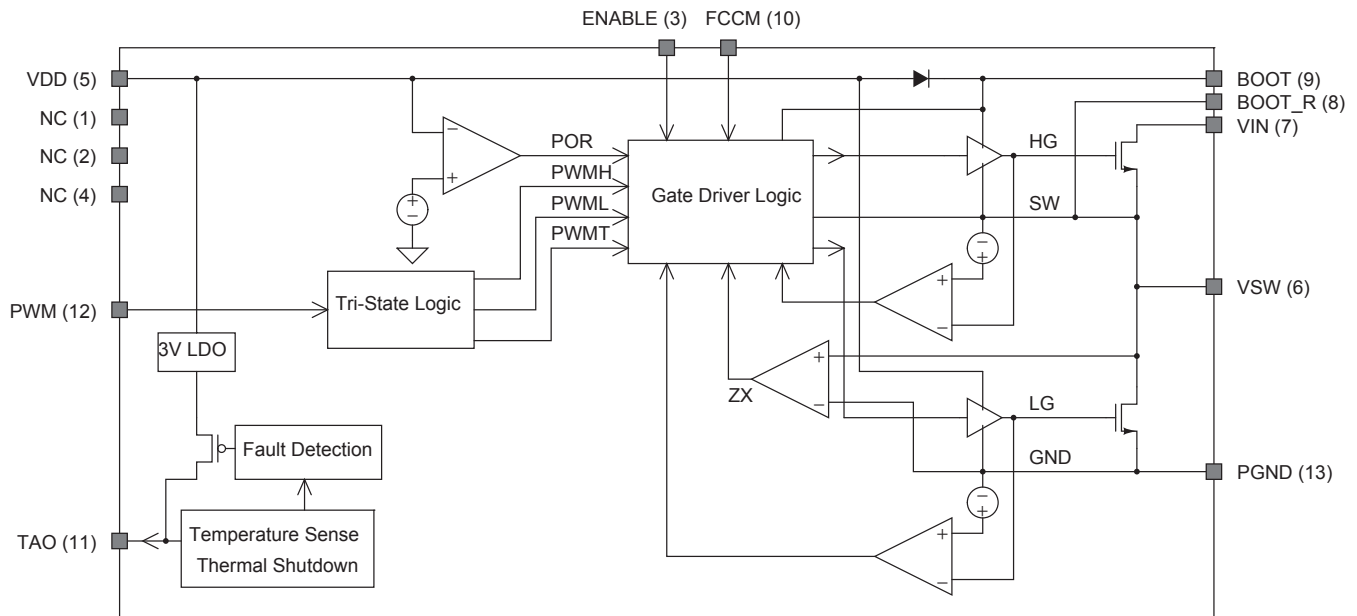 ENABLE (3) FCCM (10)
VDD (5)
BOOT (9)
BOOT_R (8)
NC (1)
VIN (7)
POR
HG
NC (2)
PWMH
NC (4)
PWML
Gate Driver Logic
SW
PWMT
Tri-State Logic
VSW (6)
PWM (12)
3V LDO
ZX
LG
Fault Detection
GND
PGND (13)
TAO (11)
Temperature Sense
Thermal Shutdown